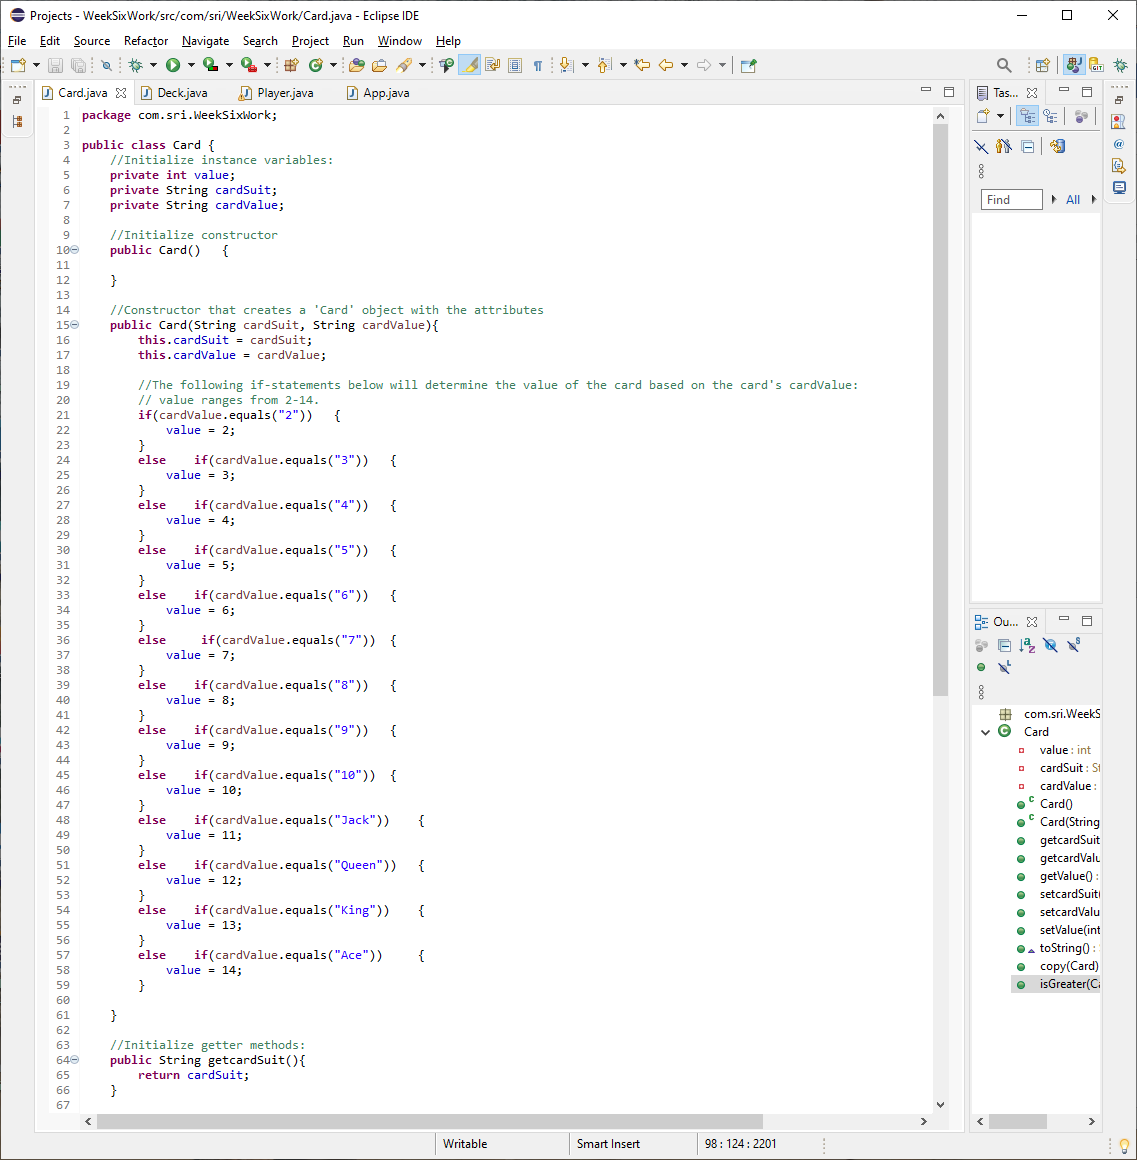 Projects - WeekSixWork/src/com/sri/WeekSixWork/Card.java - Eclipse IDE
File Edit Source Refactor Navigate Search Project Run Window Help
Card.java Deck.java Player.java App.java
1 package com.sri.WeekSixWork;
2
3 public class Card {
4 //Initialize instance variables:
5 private int value;
6 private String cardSuit;
7 private String cardValue;
8
9 //Initialize constructor
10 public Card() {
11
12 }
13
14 //Constructor that creates a 'Card' object with the attributes
15 public Card(String cardSuit, String cardValue){
16 this.cardSuit = cardSuit;
17 this.cardValue = cardValue;
18
19 //The following if-statements below will determine the value of the card based on the card's cardValue:
20 // value ranges from 2-14.
21 if(cardValue.equals("2")) {
22 value = 2;
23 }
24 else if(cardValue.equals("3")) {
25 value = 3;
26 }
27 else if(cardValue.equals("4")) {
28 value = 4;
29 }
30 else if(cardValue.equals("5")) {
31 value = 5;
32 }
33 else if(cardValue.equals("6")) {
34 value = 6;
35 }
36 else if(cardValue.equals("7")) {
37 value = 7;
38 }
39 else if(cardValue.equals("8")) {
40 value = 8;
41 }
42 else if(cardValue.equals("9")) {
43 value = 9;
44 }
45 else if(cardValue.equals("10")) {
46 value = 10;
47 }
48 else if(cardValue.equals("Jack")) {
49 value = 11;
50 }
51 else if(cardValue.equals("Queen")) {
52 value = 12;
53 }
54 else if(cardValue.equals("King")) {
55 value = 13;
56 }
57 else if(cardValue.equals("Ace")) {
58 value = 14;
59 }
60
61 }
62
63 //Initialize getter methods:
64 public String getcardSuit(){
65 return cardSuit;
66 }
67
Tas...
Find All
Ou...
com.sri.WeekS
Card
value : int
cardSuit : St
cardValue :
Card()
Card(String
getcardSuit
getcardValu
getValue() :
setcardSuit(
setcardValu
setValue(int
toString() :
copy(Card)
isGreater(Ca
Writable Smart Insert 98 : 124 : 2201